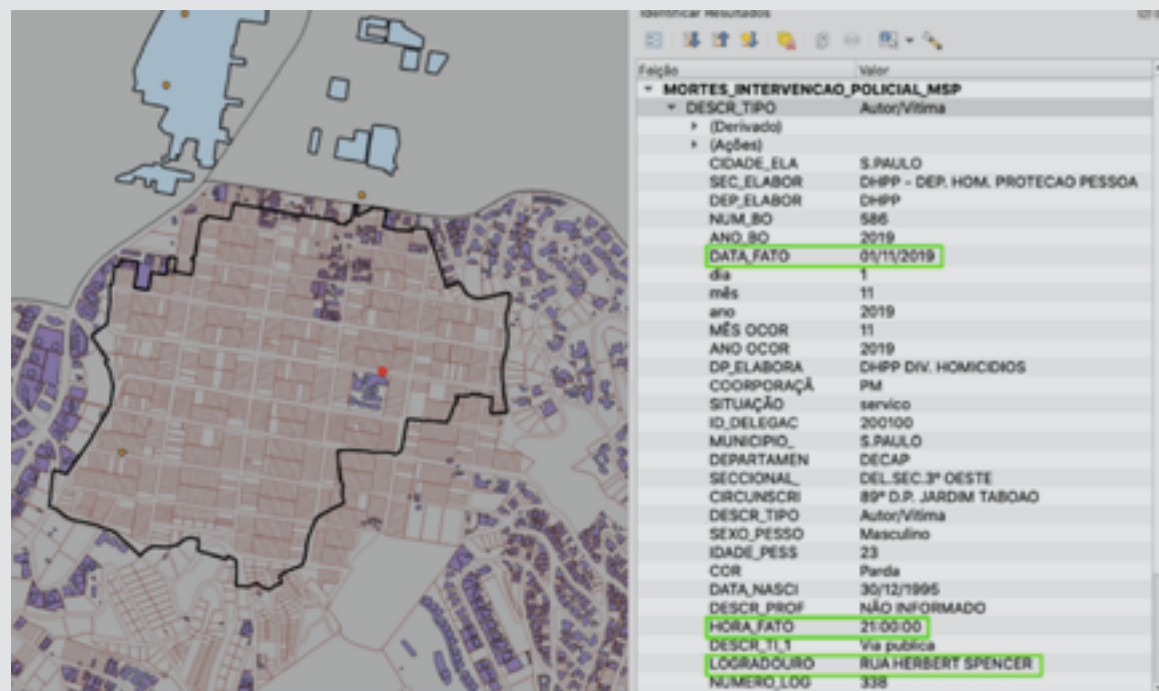 Identificar Resultados
Feição Valor
MORTES_INTERVENCAO_POLICIAL_MSP
DESCR_TIPO Autor/Vitima
(Derivado)
(Ações)
CIDADE_ELA S.PAULO
SEC_ELABOR DHPP - DEP. HOM. PROTECAO PESSOA
DEP_ELABOR DHPP
NUM_BO 586
ANO_BO 2019
DATA_FATO 01/11/2019
dia 1
mês 11
ano 2019
MÊS OCOR 11
ANO OCOR 2019
DP_ELABORA DHPP DIV. HOMICIDIOS
COORPORAÇÃ PM
SITUAÇÃO servico
ID_DELEGAC 200100
MUNICIPIO_ S.PAULO
DEPARTAMEN DECAP
SECCIONAL_ DEL.SEC.3º OESTE
CIRCUNSCRI 89º D.P. JARDIM TABOAO
DESCR_TIPO Autor/Vitima
SEXO_PESSO Masculino
IDADE_PESS 23
COR Parda
DATA_NASCI 30/12/1995
DESCR_PROF NÃO INFORMADO
HORA_FATO 21:00:00
DESCR_TI_1 Via publica
LOGRADOURO RUA HERBERT SPENCER
NUMERO_LOG 338